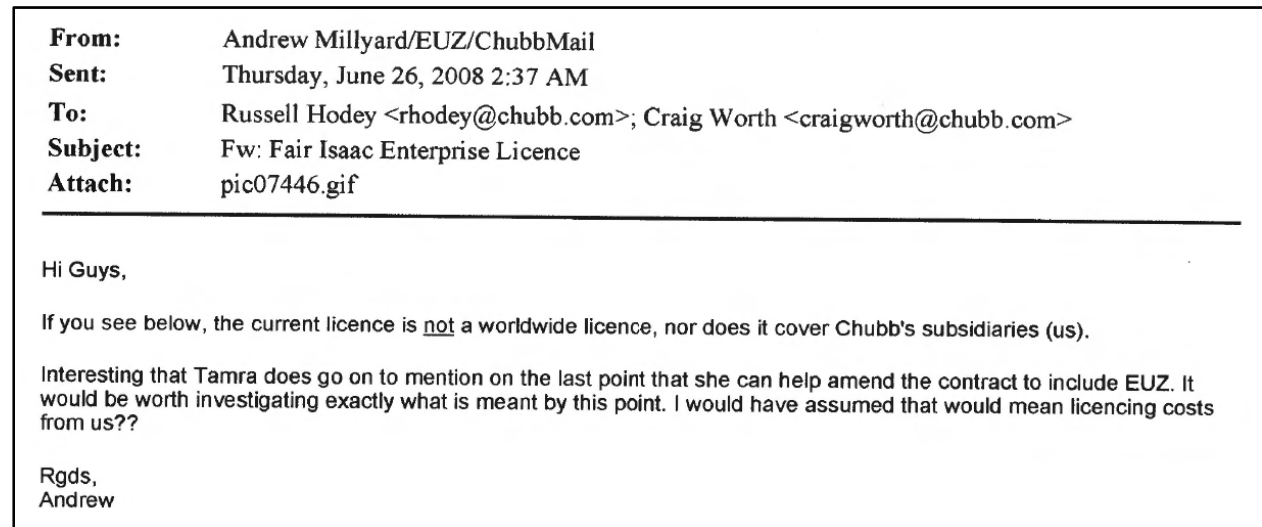 From: Andrew Millyard/EUZ/ChubbMail
Sent: Thursday, June 26, 2008 2:37 AM
To: Russell Hodey <rhodey@chubb.com>; Craig Worth <craigworth@chubb.com>
Subject: Fw: Fair Isaac Enterprise Licence
Attach: pic07446.gif
Hi Guys,
If you see below, the current licence is not a worldwide licence, nor does it cover Chubb's subsidiaries (us).
Interesting that Tamra does go on to mention on the last point that she can help amend the contract to include EUZ. It
would be worth investigating exactly what is meant by this point. I would have assumed that would mean licencing costs
from us??
Rgds,
Andrew